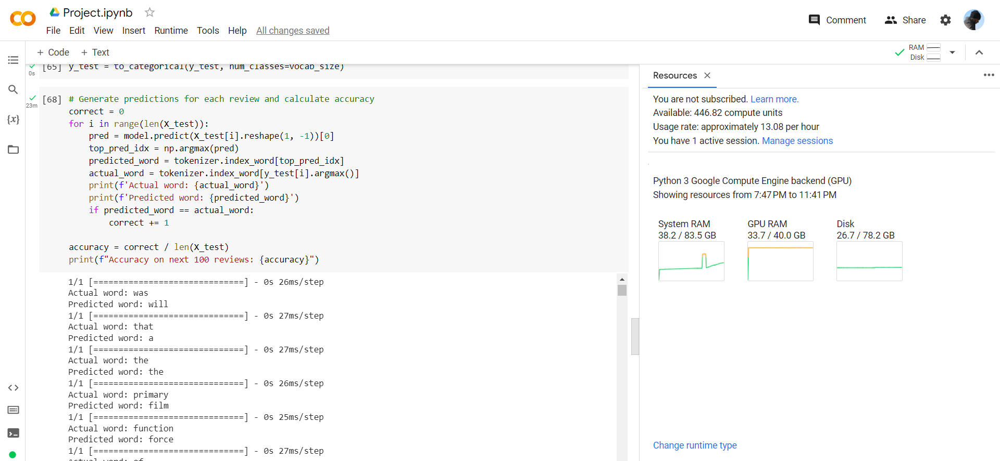 Project.ipynb
File Edit View Insert Runtime Tools Help All changes saved
Comment Share
+ Code + Text
RAM
Disk
[65] y_test = to_categorical(y_test, num_classes=vocab_size)
0s
[68] # Generate predictions for each review and calculate accuracy
23m
correct = 0
for i in range(len(X_test)):
    pred = model.predict(X_test[i].reshape(1, -1))[0]
    top_pred_idx = np.argmax(pred)
    predicted_word = tokenizer.index_word[top_pred_idx]
    actual_word = tokenizer.index_word[y_test[i].argmax()]
    print(f'Actual word: {actual_word}')
    print(f'Predicted word: {predicted_word}')
    if predicted_word == actual_word:
        correct += 1
accuracy = correct / len(X_test)
print(f"Accuracy on next 100 reviews: {accuracy}")
1/1 [==============================] - 0s 26ms/step
Actual word: was
Predicted word: will
1/1 [==============================] - 0s 27ms/step
Actual word: that
Predicted word: a
1/1 [==============================] - 0s 27ms/step
Actual word: the
Predicted word: the
1/1 [==============================] - 0s 26ms/step
Actual word: primary
Predicted word: film
1/1 [==============================] - 0s 25ms/step
Actual word: function
Predicted word: force
1/1 [==============================] - 0s 27ms/step
Actual word: of
{x}
Resources
You are not subscribed. Learn more.
Available: 446.82 compute units
Usage rate: approximately 13.08 per hour
You have 1 active session. Manage sessions
Python 3 Google Compute Engine backend (GPU)
Showing resources from 7:47 PM to 11:41 PM
System RAM
38.2 / 83.5 GB
GPU RAM
33.7 / 40.0 GB
Disk
26.7 / 78.2 GB
Change runtime type